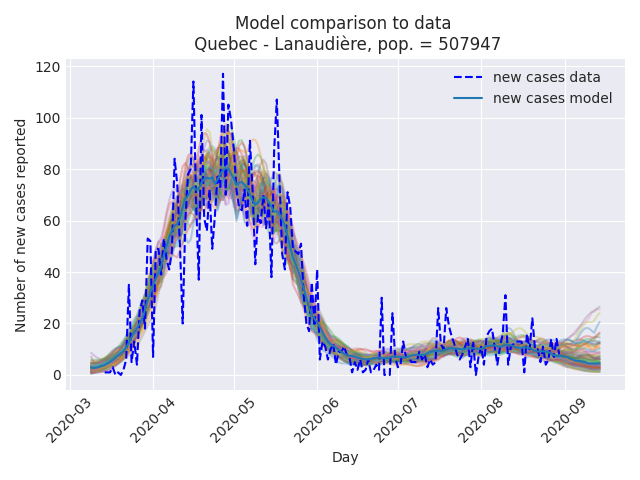 Model comparison to data
Quebec - Lanaudière, pop. = 507947
new cases data
new cases model
Number of new cases reported
120
100
80
60
40
20
0
2020-03
2020-04
2020-05
2020-06
2020-07
2020-08
2020-09
Day